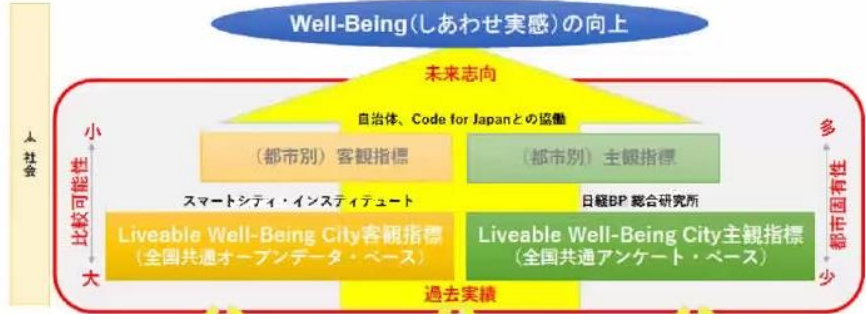 Well-Being(しあわせ実感)の向上
未来志向
自治体、Code for Japanとの協働
小
多
(都市別)客観指標
(都市別)主観指標
社会
比較可能性
都市固有性
スマートシティ・インスティテュート
日経BP 総合研究所
Liveable Well-Being City客観指標
(全国共通オープンデータ・ベース)
Liveable Well-Being City主観指標
(全国共通アンケート・ベース)
大
少
過去実績